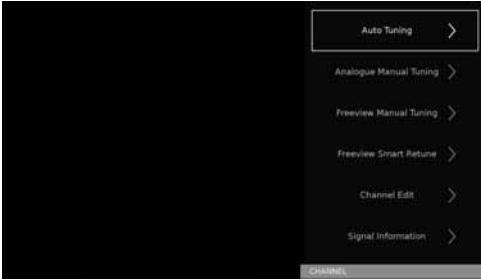 Auto Tuning
Analogue Manual Tuning
Freeview Manual Tuning
Freeview Smart Retune
Channel Edit
Signal Information
CHANNEL